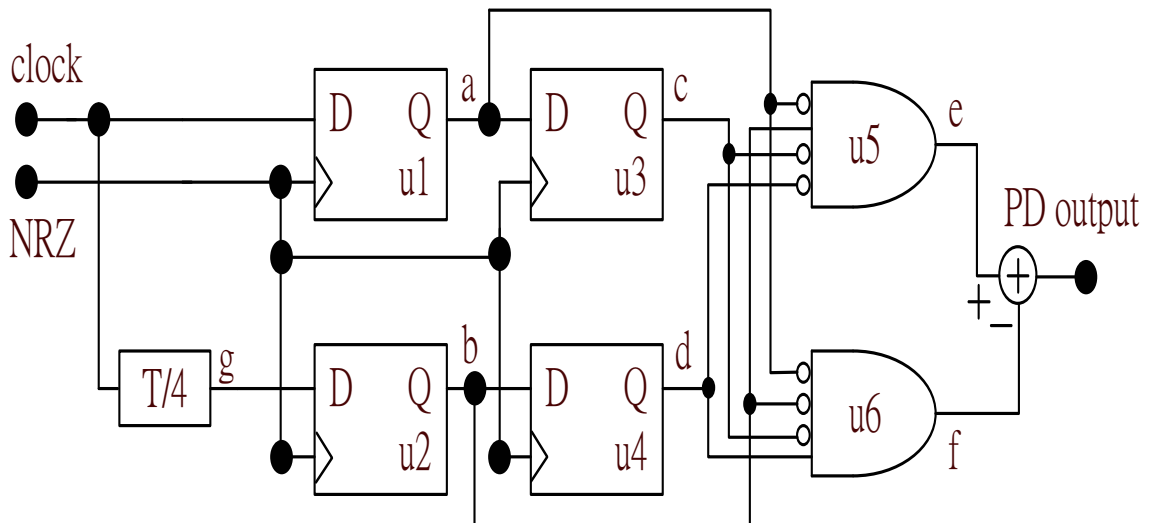 clock
NRZ
D Q
u1
a
D Q
u3
c
u5
e
PD output
+
+
−
T/4
g
D Q
u2
b
D Q
u4
d
u6
f